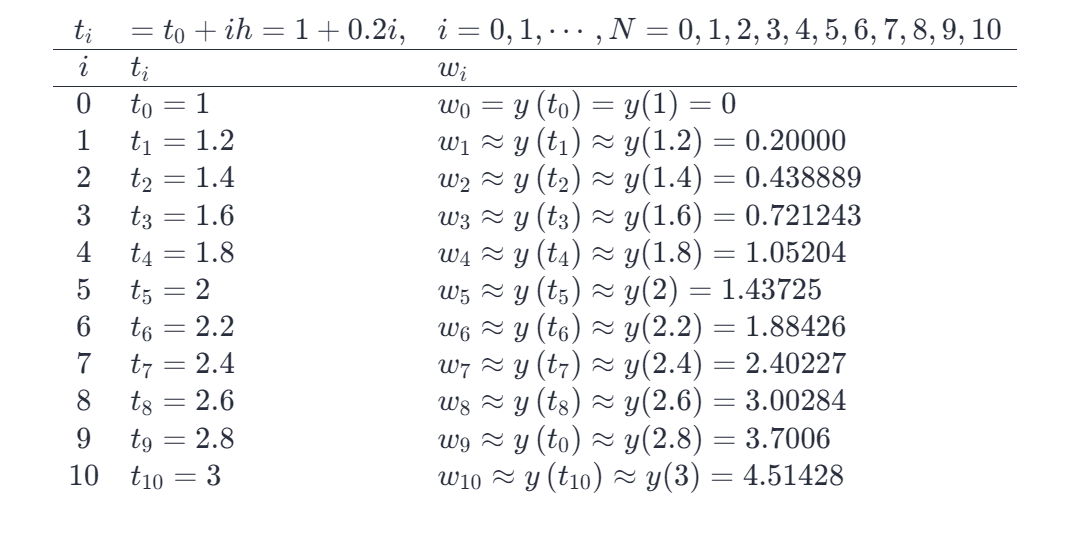 t_i = t_0 + ih = 1 + 0.2i, i = 0, 1, ⋯ , N = 0, 1, 2, 3, 4, 5, 6, 7, 8, 9, 10
i t_i w_i
0 t_0 = 1 w_0 = y (t_0) = y(1) = 0
1 t_1 = 1.2 w_1 ≈ y (t_1) ≈ y(1.2) = 0.20000
2 t_2 = 1.4 w_2 ≈ y (t_2) ≈ y(1.4) = 0.438889
3 t_3 = 1.6 w_3 ≈ y (t_3) ≈ y(1.6) = 0.721243
4 t_4 = 1.8 w_4 ≈ y (t_4) ≈ y(1.8) = 1.05204
5 t_5 = 2 w_5 ≈ y (t_5) ≈ y(2) = 1.43725
6 t_6 = 2.2 w_6 ≈ y (t_6) ≈ y(2.2) = 1.88426
7 t_7 = 2.4 w_7 ≈ y (t_7) ≈ y(2.4) = 2.40227
8 t_8 = 2.6 w_8 ≈ y (t_8) ≈ y(2.6) = 3.00284
9 t_9 = 2.8 w_9 ≈ y (t_0) ≈ y(2.8) = 3.7006
10 t_10 = 3 w_10 ≈ y (t_10) ≈ y(3) = 4.51428